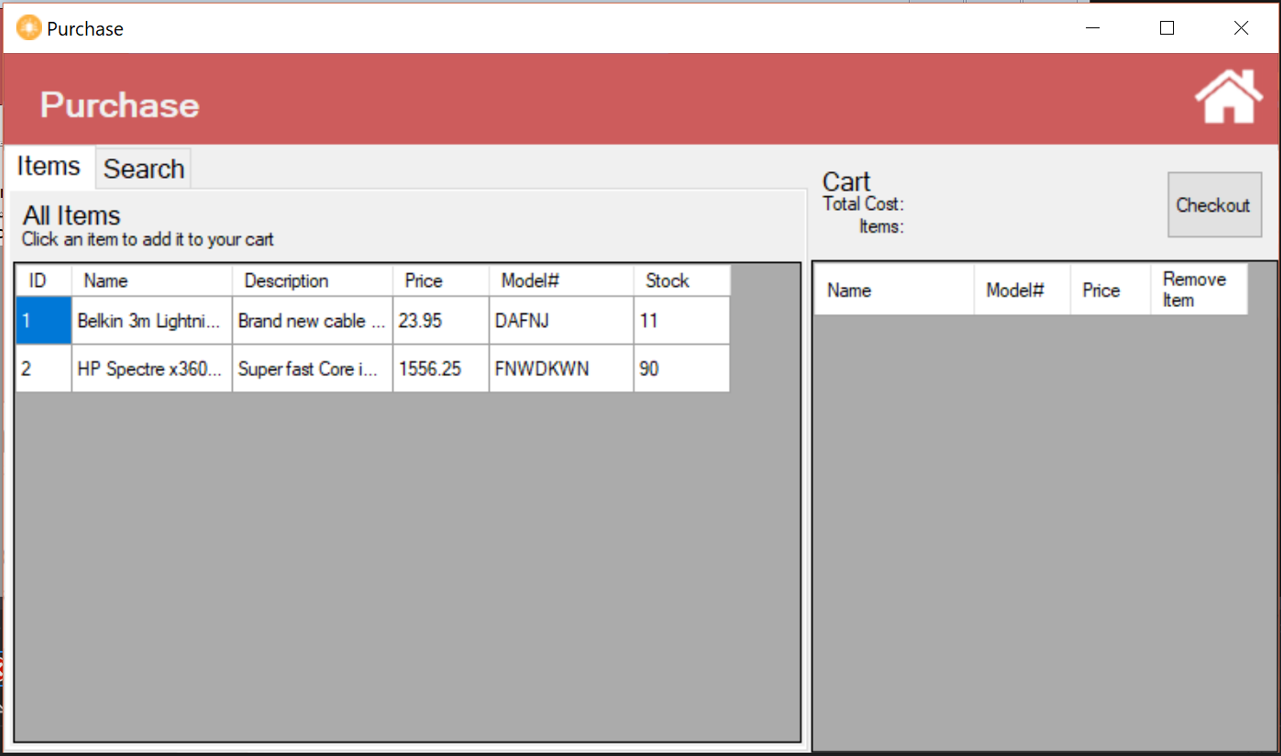 Purchase
Purchase
Items Search
All Items
Click an item to add it to your cart
ID Name Description Price Model# Stock
1 Belkin 3m Lightni... Brand new cable ... 23.95 DAFNJ 11
2 HP Spectre x360... Super fast Core i... 1556.25 FNWDKWN 90
Cart
Total Cost:
Items:
Checkout
Name Model# Price Remove
Item